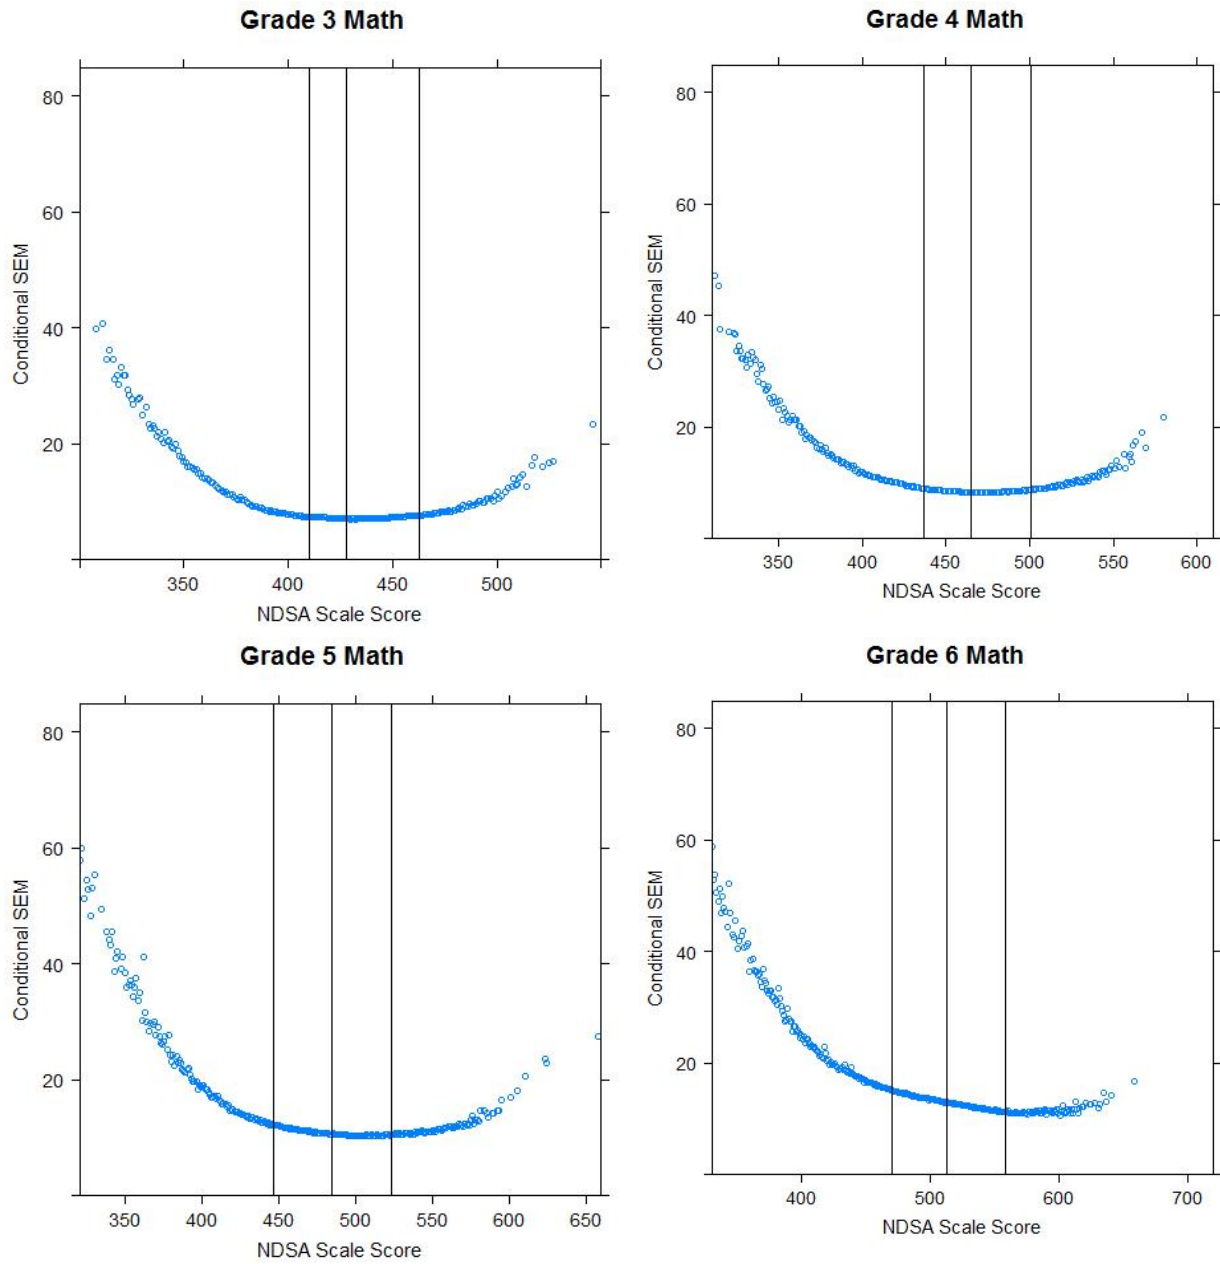 Grade 3 Math
80
60
40
20
Conditional SEM
350 400 450 500
NDSA Scale Score
Grade 4 Math
80
60
40
20
Conditional SEM
350 400 450 500 550 600
NDSA Scale Score
Grade 5 Math
80
60
40
20
Conditional SEM
350 400 450 500 550 600 650
NDSA Scale Score
Grade 6 Math
80
60
40
20
Conditional SEM
400 500 600 700
NDSA Scale Score